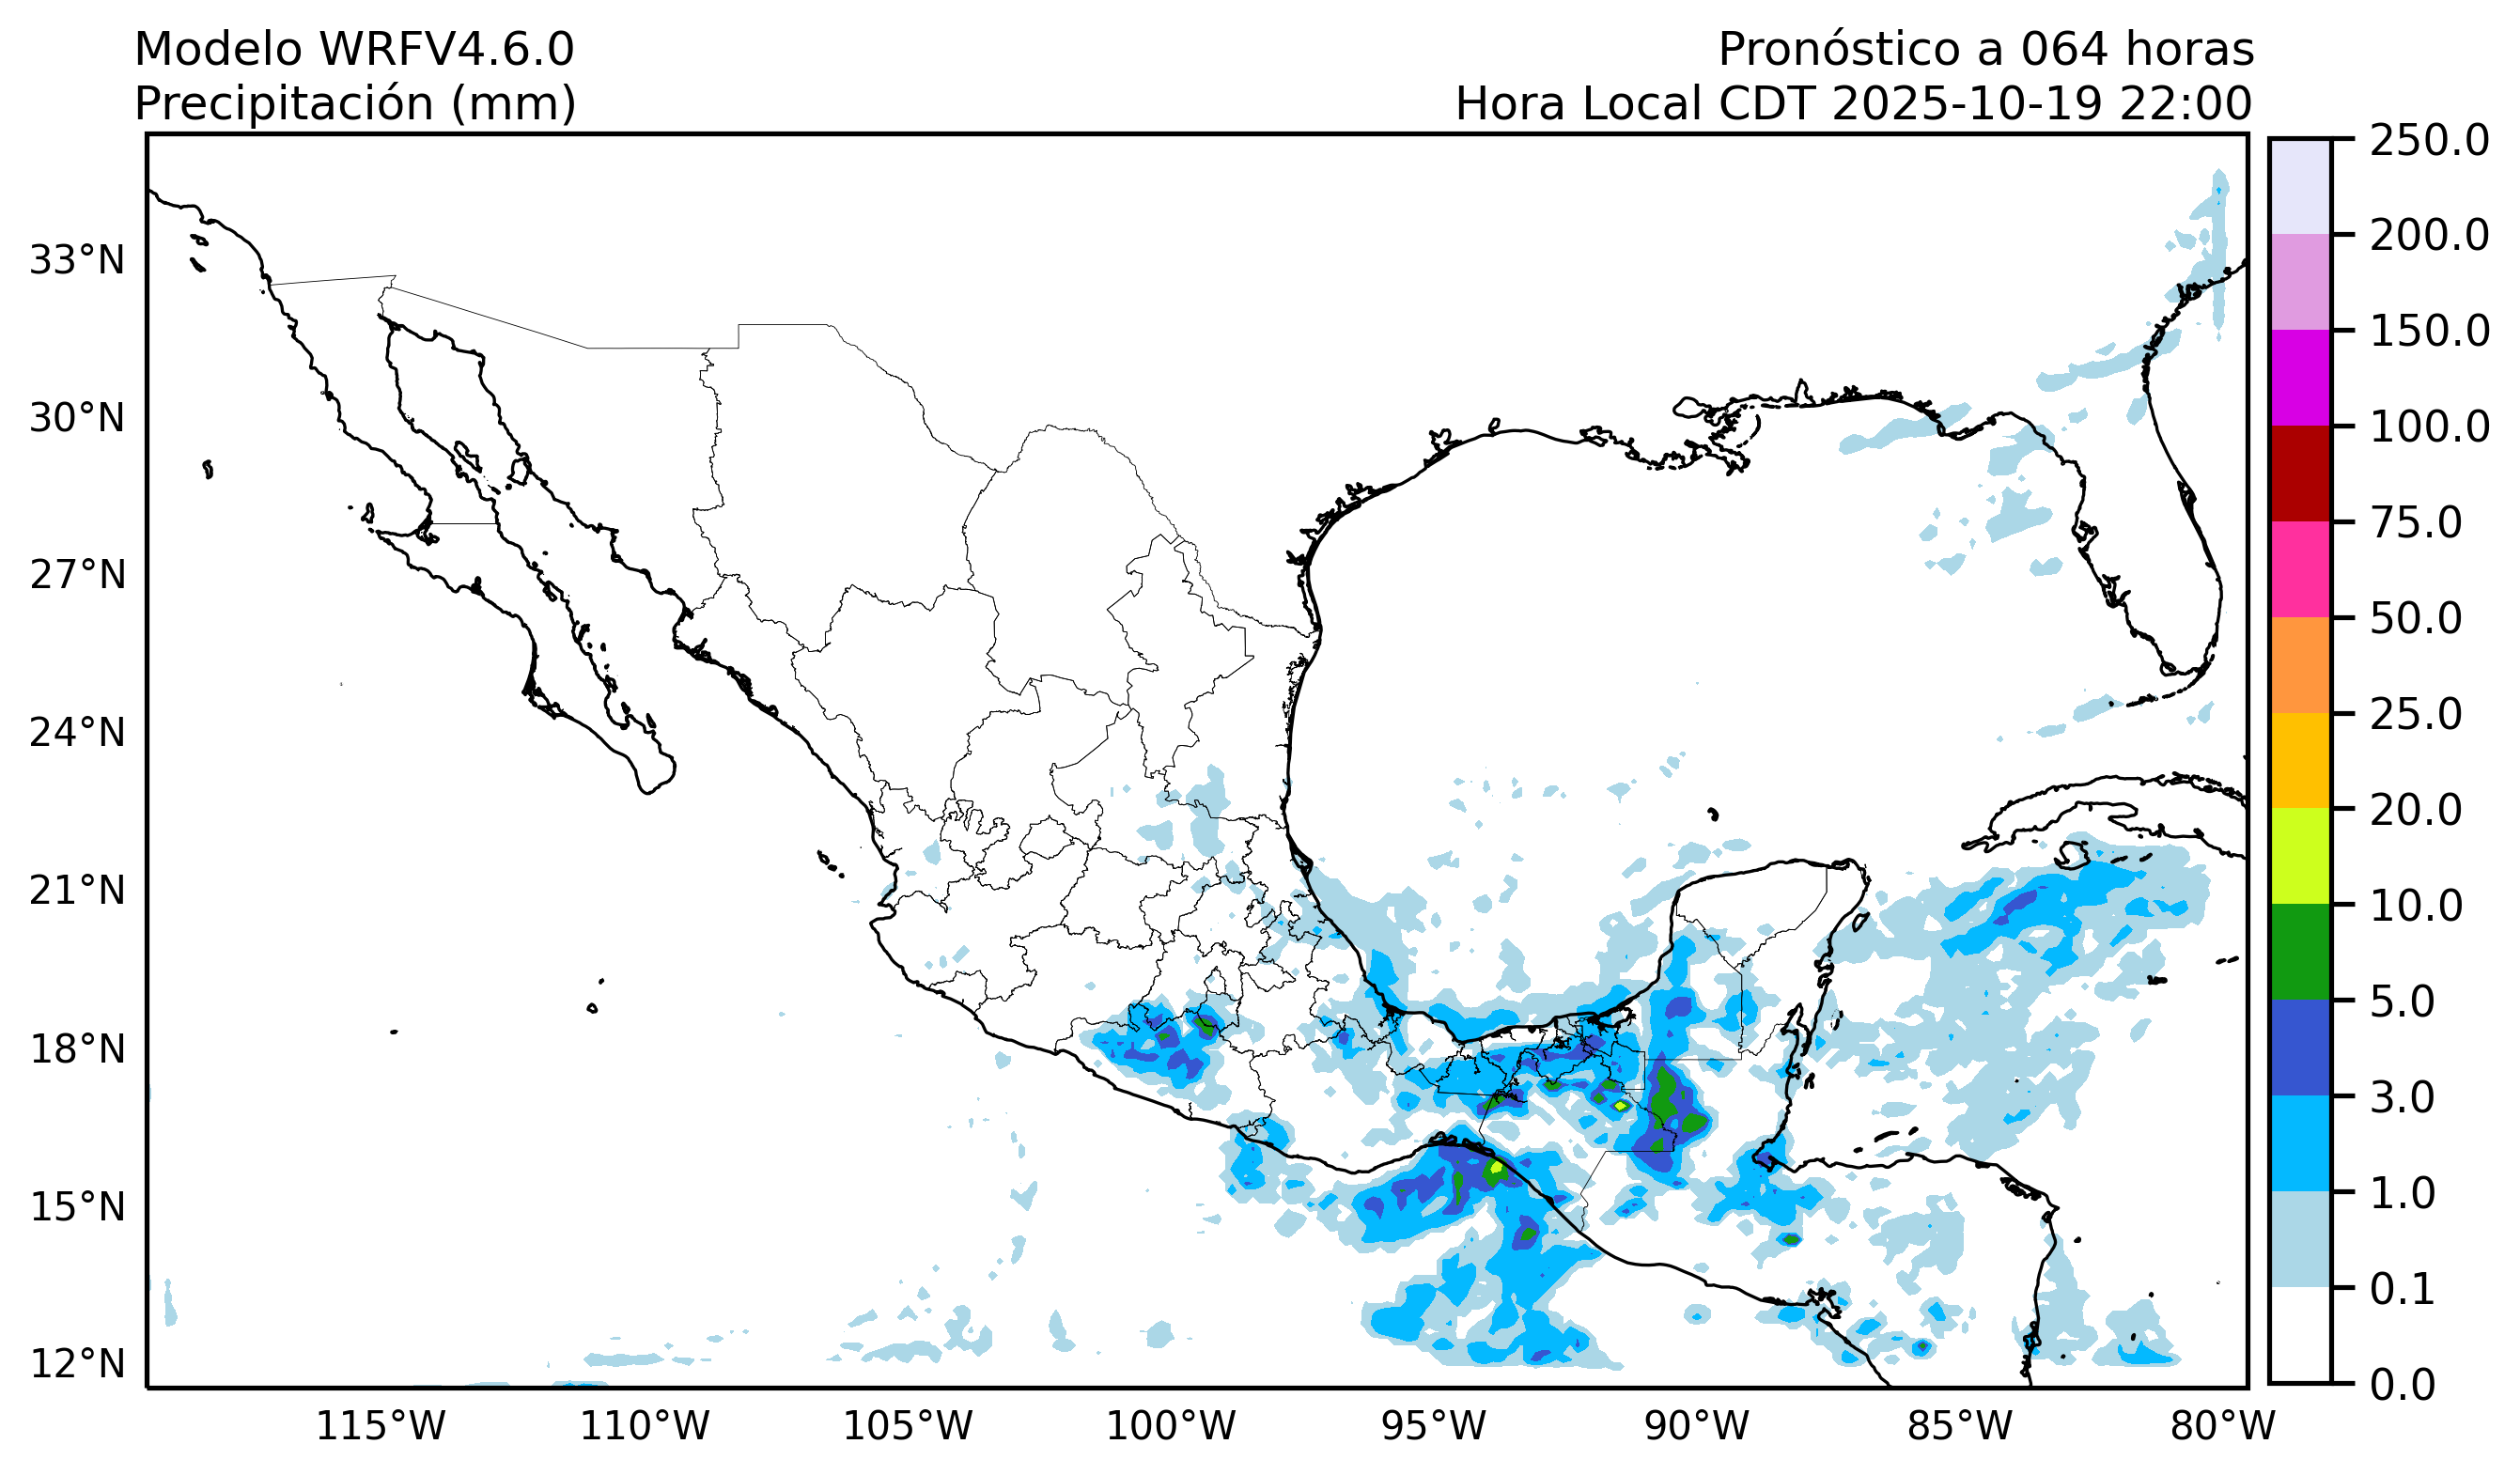 Modelo WRFV4.6.0
Precipitación (mm)
Pronóstico a 064 horas
Hora Local CDT 2025-10-19 22:00
33°N
30°N
27°N
24°N
21°N
18°N
15°N
12°N
115°W
110°W
105°W
100°W
95°W
90°W
85°W
80°W
250.0
200.0
150.0
100.0
75.0
50.0
25.0
20.0
10.0
5.0
3.0
1.0
0.1
0.0